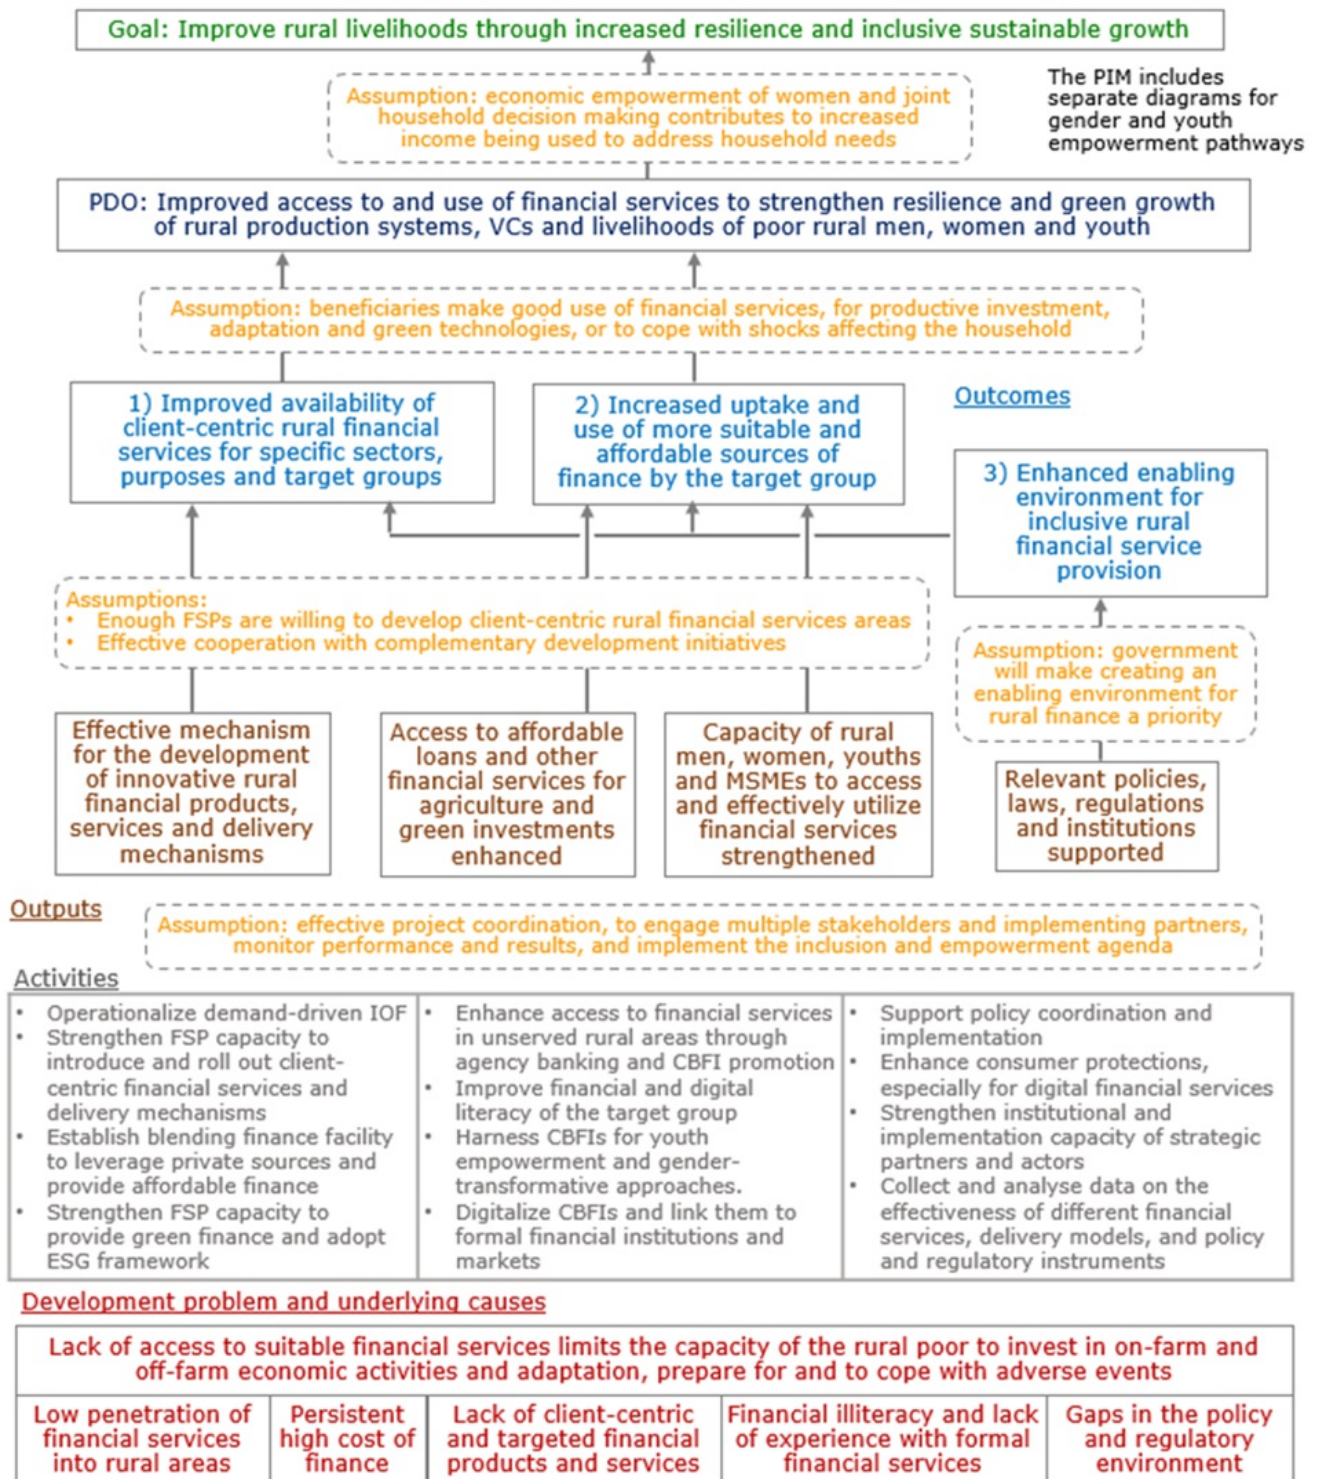 Goal: Improve rural livelihoods through increased resilience and inclusive sustainable growth
Assumption: economic empowerment of women and joint
household decision making contributes to increased
income being used to address household needs
The PIM includes
separate diagrams for
gender and youth
empowerment pathways
PDO: Improved access to and use of financial services to strengthen resilience and green growth
of rural production systems, VCs and livelihoods of poor rural men, women and youth
Assumption: beneficiaries make good use of financial services, for productive investment,
adaptation and green technologies, or to cope with shocks affecting the household
1) Improved availability of
client-centric rural financial
services for specific sectors,
purposes and target groups
2) Increased uptake and
use of more suitable and
affordable sources of
finance by the target group
Outcomes
3) Enhanced enabling
environment for
inclusive rural
financial service
provision
Assumptions:
• Enough FSPs are willing to develop client-centric rural financial services areas
• Effective cooperation with complementary development initiatives
Assumption: government
will make creating an
enabling environment for
rural finance a priority
Effective mechanism
for the development
of innovative rural
financial products,
services and delivery
mechanisms
Access to affordable
loans and other
financial services for
agriculture and
green investments
enhanced
Capacity of rural
men, women, youths
and MSMEs to access
and effectively utilize
financial services
strengthened
Relevant policies,
laws, regulations
and institutions
supported
Outputs
Assumption: effective project coordination, to engage multiple stakeholders and implementing partners,
monitor performance and results, and implement the inclusion and empowerment agenda
Activities
• Operationalize demand-driven IOF
• Strengthen FSP capacity to
introduce and roll out client-
centric financial services and
delivery mechanisms
• Establish blending finance facility
to leverage private sources and
provide affordable finance
• Strengthen FSP capacity to
provide green finance and adopt
ESG framework
• Enhance access to financial services
in unserved rural areas through
agency banking and CBFI promotion
• Improve financial and digital
literacy of the target group
• Harness CBFIs for youth
empowerment and gender-
transformative approaches.
• Digitalize CBFIs and link them to
formal financial institutions and
markets
• Support policy coordination and
implementation
• Enhance consumer protections,
especially for digital financial services
• Strengthen institutional and
implementation capacity of strategic
partners and actors
• Collect and analyse data on the
effectiveness of different financial
services, delivery models, and policy
and regulatory instruments
Development problem and underlying causes
Lack of access to suitable financial services limits the capacity of the rural poor to invest in on-farm and
off-farm economic activities and adaptation, prepare for and to cope with adverse events
Low penetration of
financial services
into rural areas
Persistent
high cost of
finance
Lack of client-centric
and targeted financial
products and services
Financial illiteracy and lack
of experience with formal
financial services
Gaps in the policy
and regulatory
environment